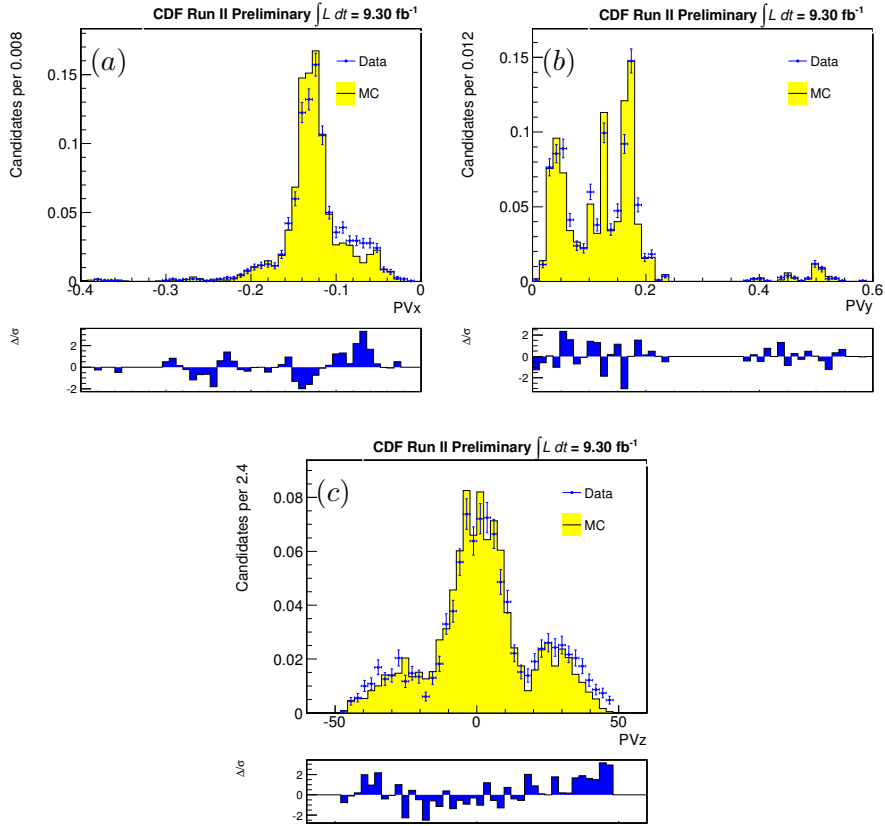 CDF Run II Preliminary ∫L dt = 9.30 fb⁻¹
(a)
Data
MC
Candidates per 0.008
0.15
0.1
0.05
0
-0.4
-0.3
-0.2
-0.1
0
PVx
Δ/σ
2
0
-2
CDF Run II Preliminary ∫L dt = 9.30 fb⁻¹
(b)
Data
MC
Candidates per 0.012
0.15
0.1
0.05
0
0
0.2
0.4
0.6
PVy
Δ/σ
2
0
-2
CDF Run II Preliminary ∫L dt = 9.30 fb⁻¹
(c)
Data
MC
Candidates per 2.4
0.08
0.06
0.04
0.02
0
-50
0
50
PVz
Δ/σ
2
0
-2